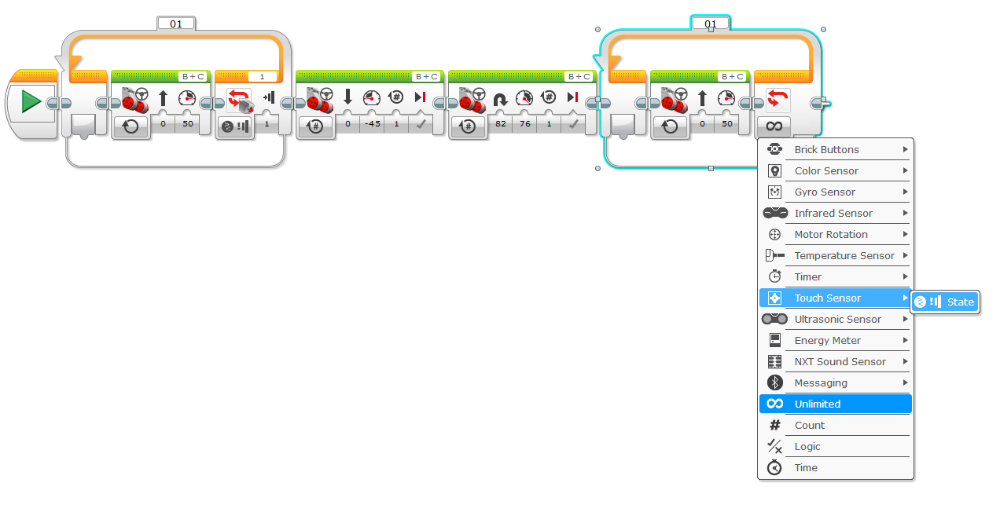 01
01
B+C
1
B+C
B+C
B+C
0
50
1
0
-45
1
82
76
1
0
50
Brick Buttons
Color Sensor
Gyro Sensor
Infrared Sensor
Motor Rotation
Temperature Sensor
Timer
Touch Sensor
State
Ultrasonic Sensor
Energy Meter
NXT Sound Sensor
Messaging
Unlimited
# Count
Logic
Time